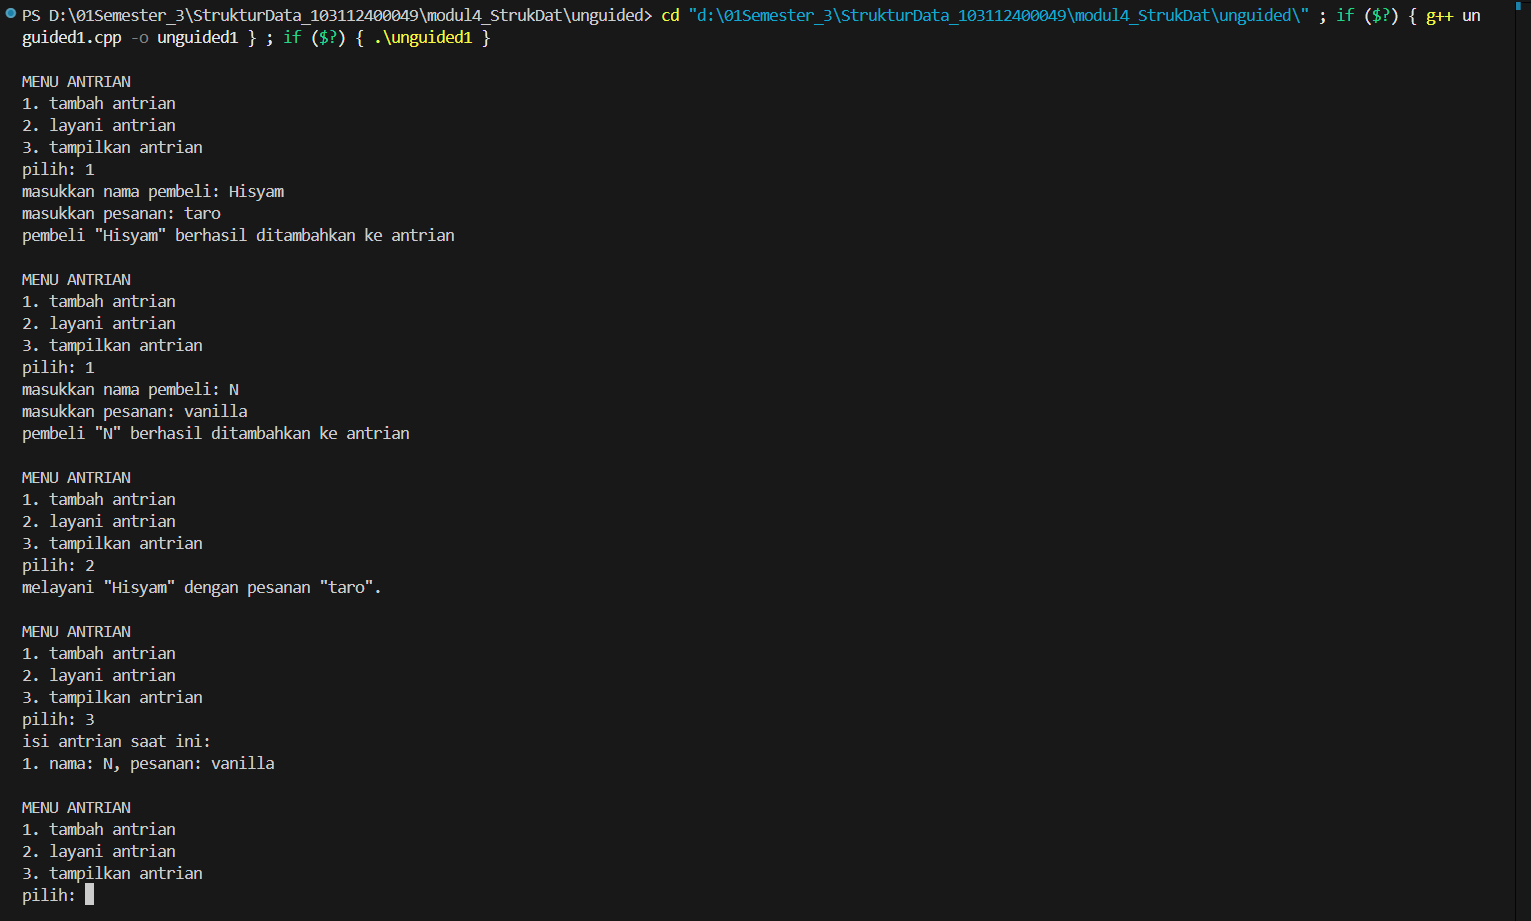 PS D:\01Semester_3\StrukturData_103112400049\modul4_StrukDat\unguided> cd "d:\01Semester_3\StrukturData_103112400049\modul4_StrukDat\unguided\" ; if ($?) { g++ un
guided1.cpp -o unguided1 } ; if ($?) { .\unguided1 }
MENU ANTRIAN
1. tambah antrian
2. layani antrian
3. tampilkan antrian
pilih: 1
masukkan nama pembeli: Hisyam
masukkan pesanan: taro
pembeli "Hisyam" berhasil ditambahkan ke antrian
MENU ANTRIAN
1. tambah antrian
2. layani antrian
3. tampilkan antrian
pilih: 1
masukkan nama pembeli: N
masukkan pesanan: vanilla
pembeli "N" berhasil ditambahkan ke antrian
MENU ANTRIAN
1. tambah antrian
2. layani antrian
3. tampilkan antrian
pilih: 2
melayani "Hisyam" dengan pesanan "taro".
MENU ANTRIAN
1. tambah antrian
2. layani antrian
3. tampilkan antrian
pilih: 3
isi antrian saat ini:
1. nama: N, pesanan: vanilla
MENU ANTRIAN
1. tambah antrian
2. layani antrian
3. tampilkan antrian
pilih: